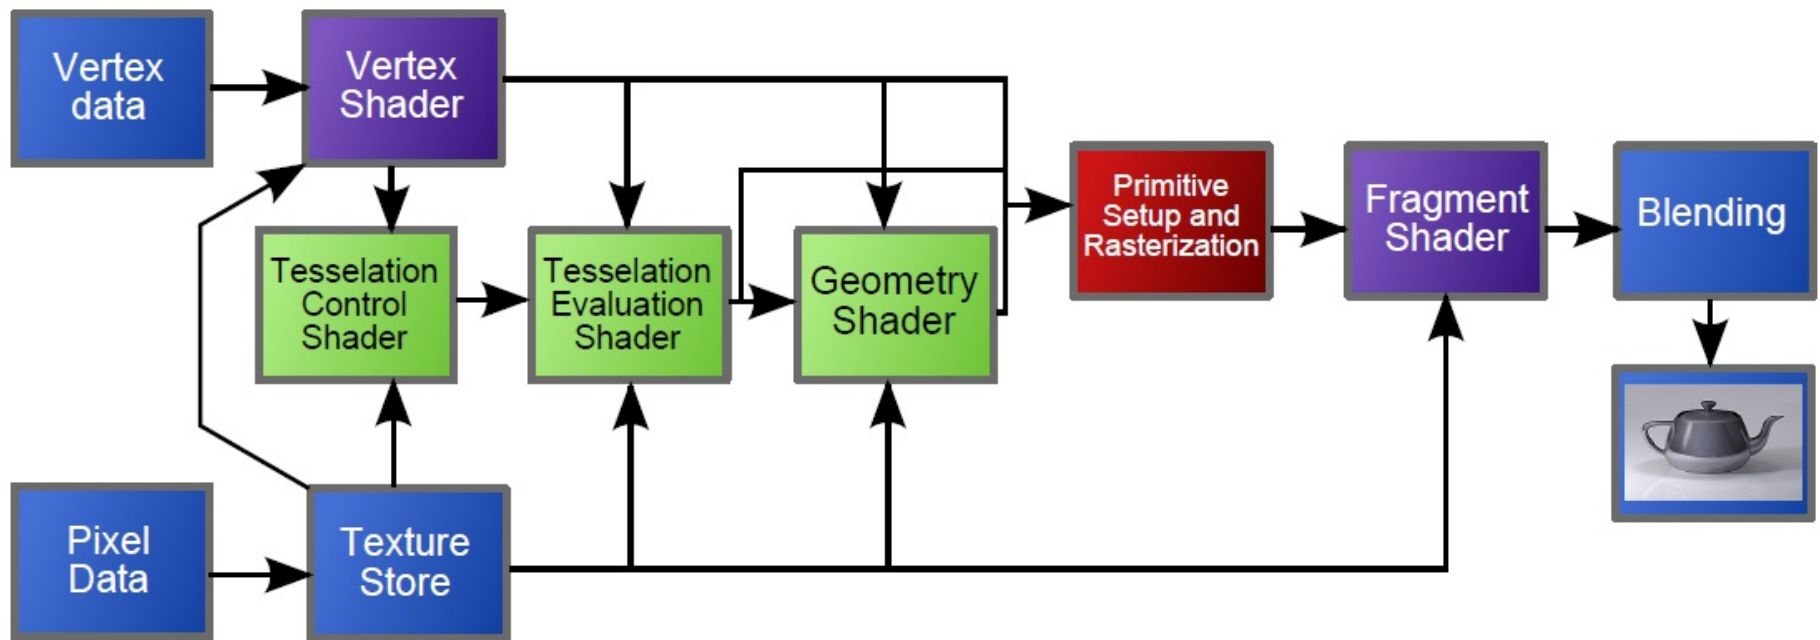 Vertex
data
Vertex
Shader
Tesselation
Control
Shader
Tesselation
Evaluation
Shader
Geometry
Shader
Primitive
Setup and
Rasterization
Fragment
Shader
Blending
Pixel
Data
Texture
Store